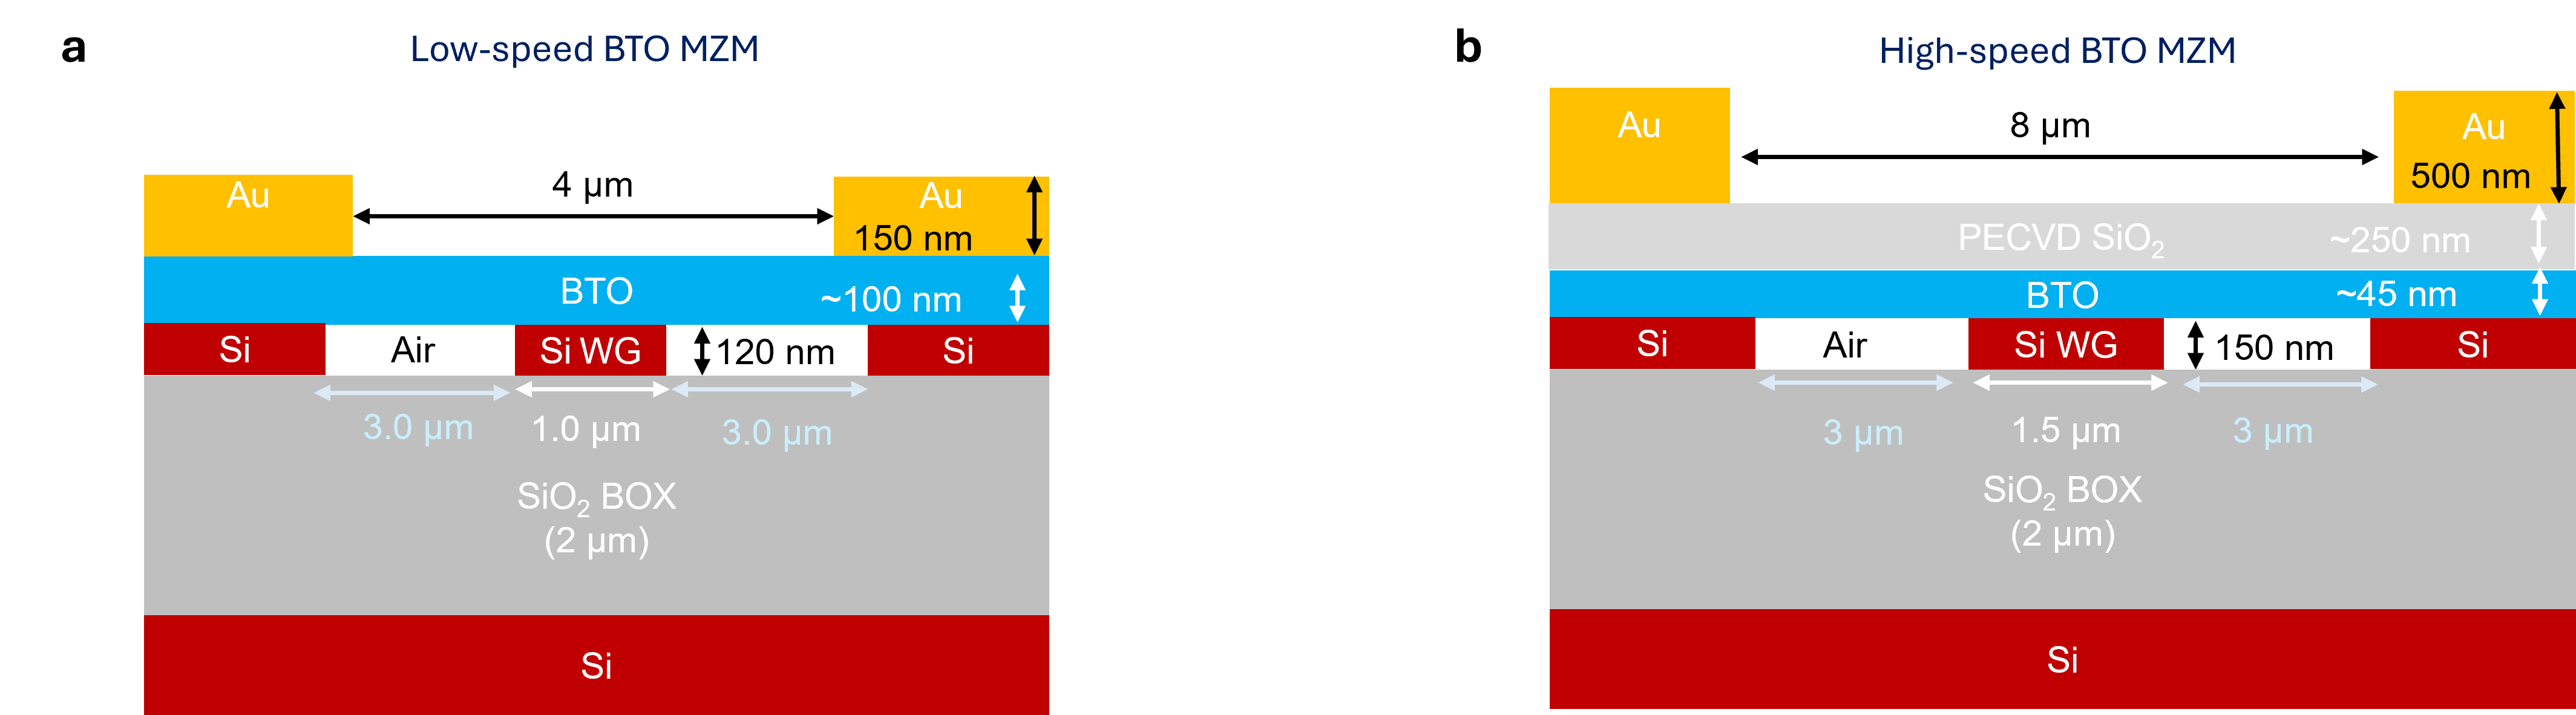 a
Low-speed BTO MZM
Au
4 µm
Au
150 nm
BTO
~100 nm
Si
Air
Si WG
120 nm
Si
3.0 µm
1.0 µm
3.0 µm
SiO₂ BOX
(2 µm)
Si
b
High-speed BTO MZM
Au
8 µm
Au
500 nm
PECVD SiO₂
~250 nm
BTO
~45 nm
Si
Air
Si WG
150 nm
Si
3 µm
1.5 µm
3 µm
SiO₂ BOX
(2 µm)
Si